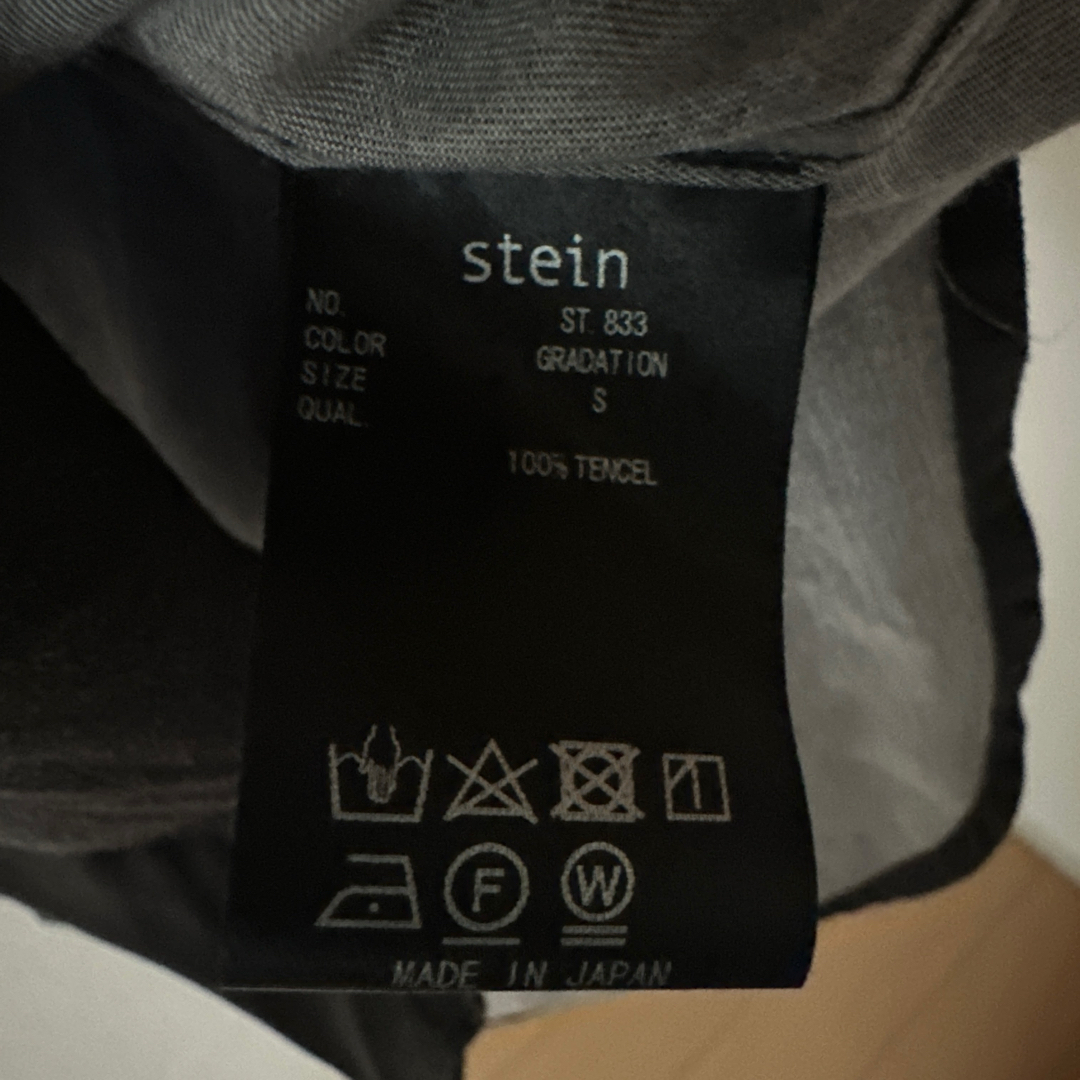 stein
NO. ST. 833
COLOR GRADATION
SIZE S
QUAL.
100% TENCEL
F W
MADE IN JAPAN